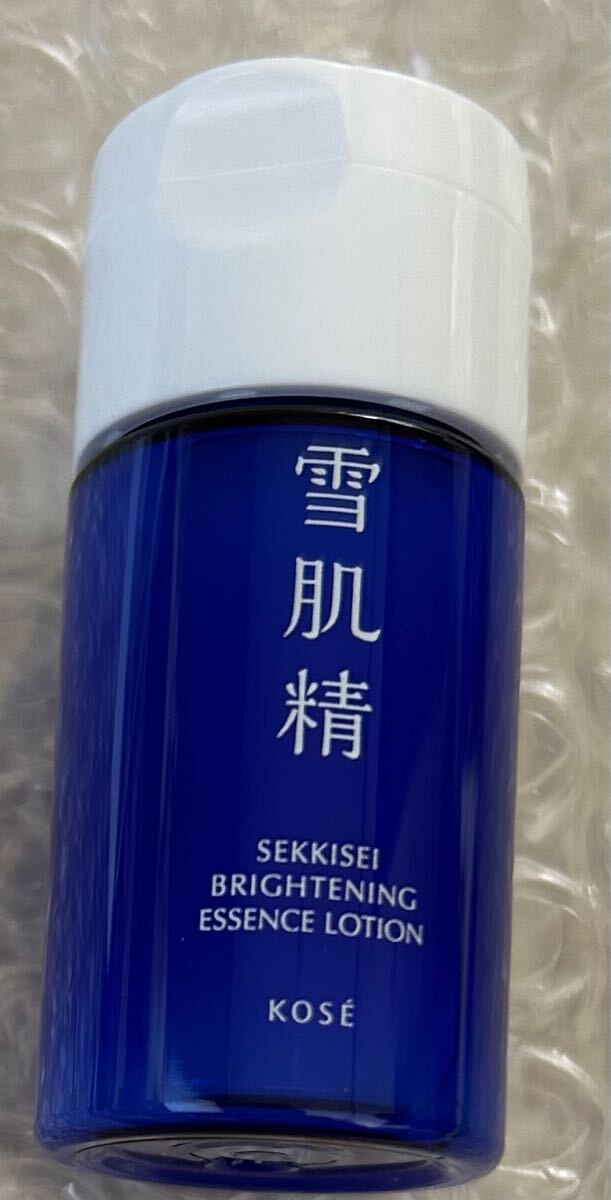 雪肌精
SEKKISEI
BRIGHTENING
ESSENCE LOTION
KOSÉ